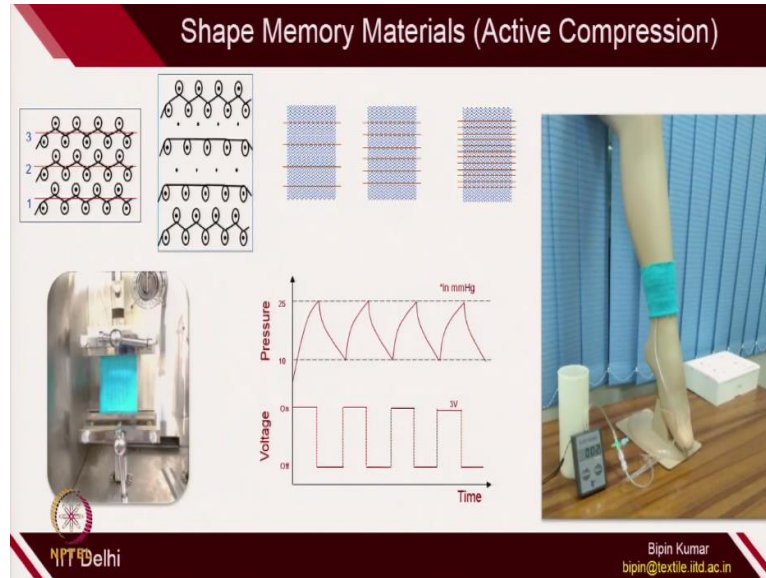 Shape Memory Materials (Active Compression)
3
2
1
*in mmHg
Pressure
25
10
Voltage
On
Off
3V
Time
NPTEL
IIT Delhi
Bipin Kumar
bipin@textile.iitd.ac.in